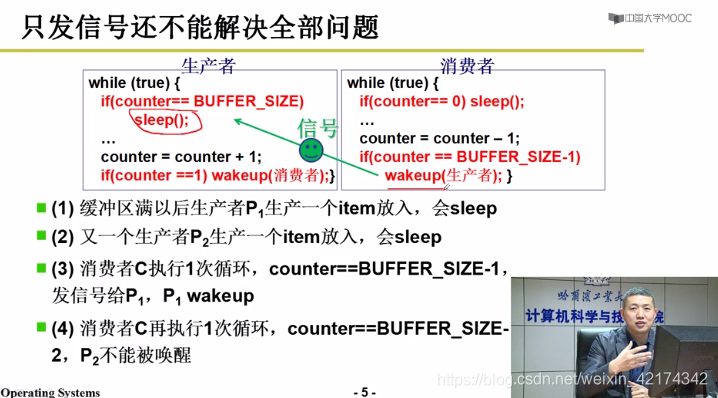 只发信号还不能解决全部问题
中国大学MOOC
生产者
while (true) {
if(counter== BUFFER_SIZE)
sleep();
…
counter = counter + 1;
if(counter ==1) wakeup(消费者);}
信号
消费者
while (true) {
if(counter== 0) sleep();
…
counter = counter – 1;
if(counter == BUFFER_SIZE-1)
wakeup(生产者); }
(1) 缓冲区满以后生产者P1生产一个item放入，会sleep
(2) 又一个生产者P2生产一个item放入，会sleep
(3) 消费者C执行1次循环，counter==BUFFER_SIZE-1，
发信号给P1，P1 wakeup
(4) 消费者C再执行1次循环，counter==BUFFER_SIZE-
2，P2不能被唤醒
哈尔滨工业大
计算机科学与技 院
Operating Systems
- 5 -
https://blog.csdn.net/weixin_42174342